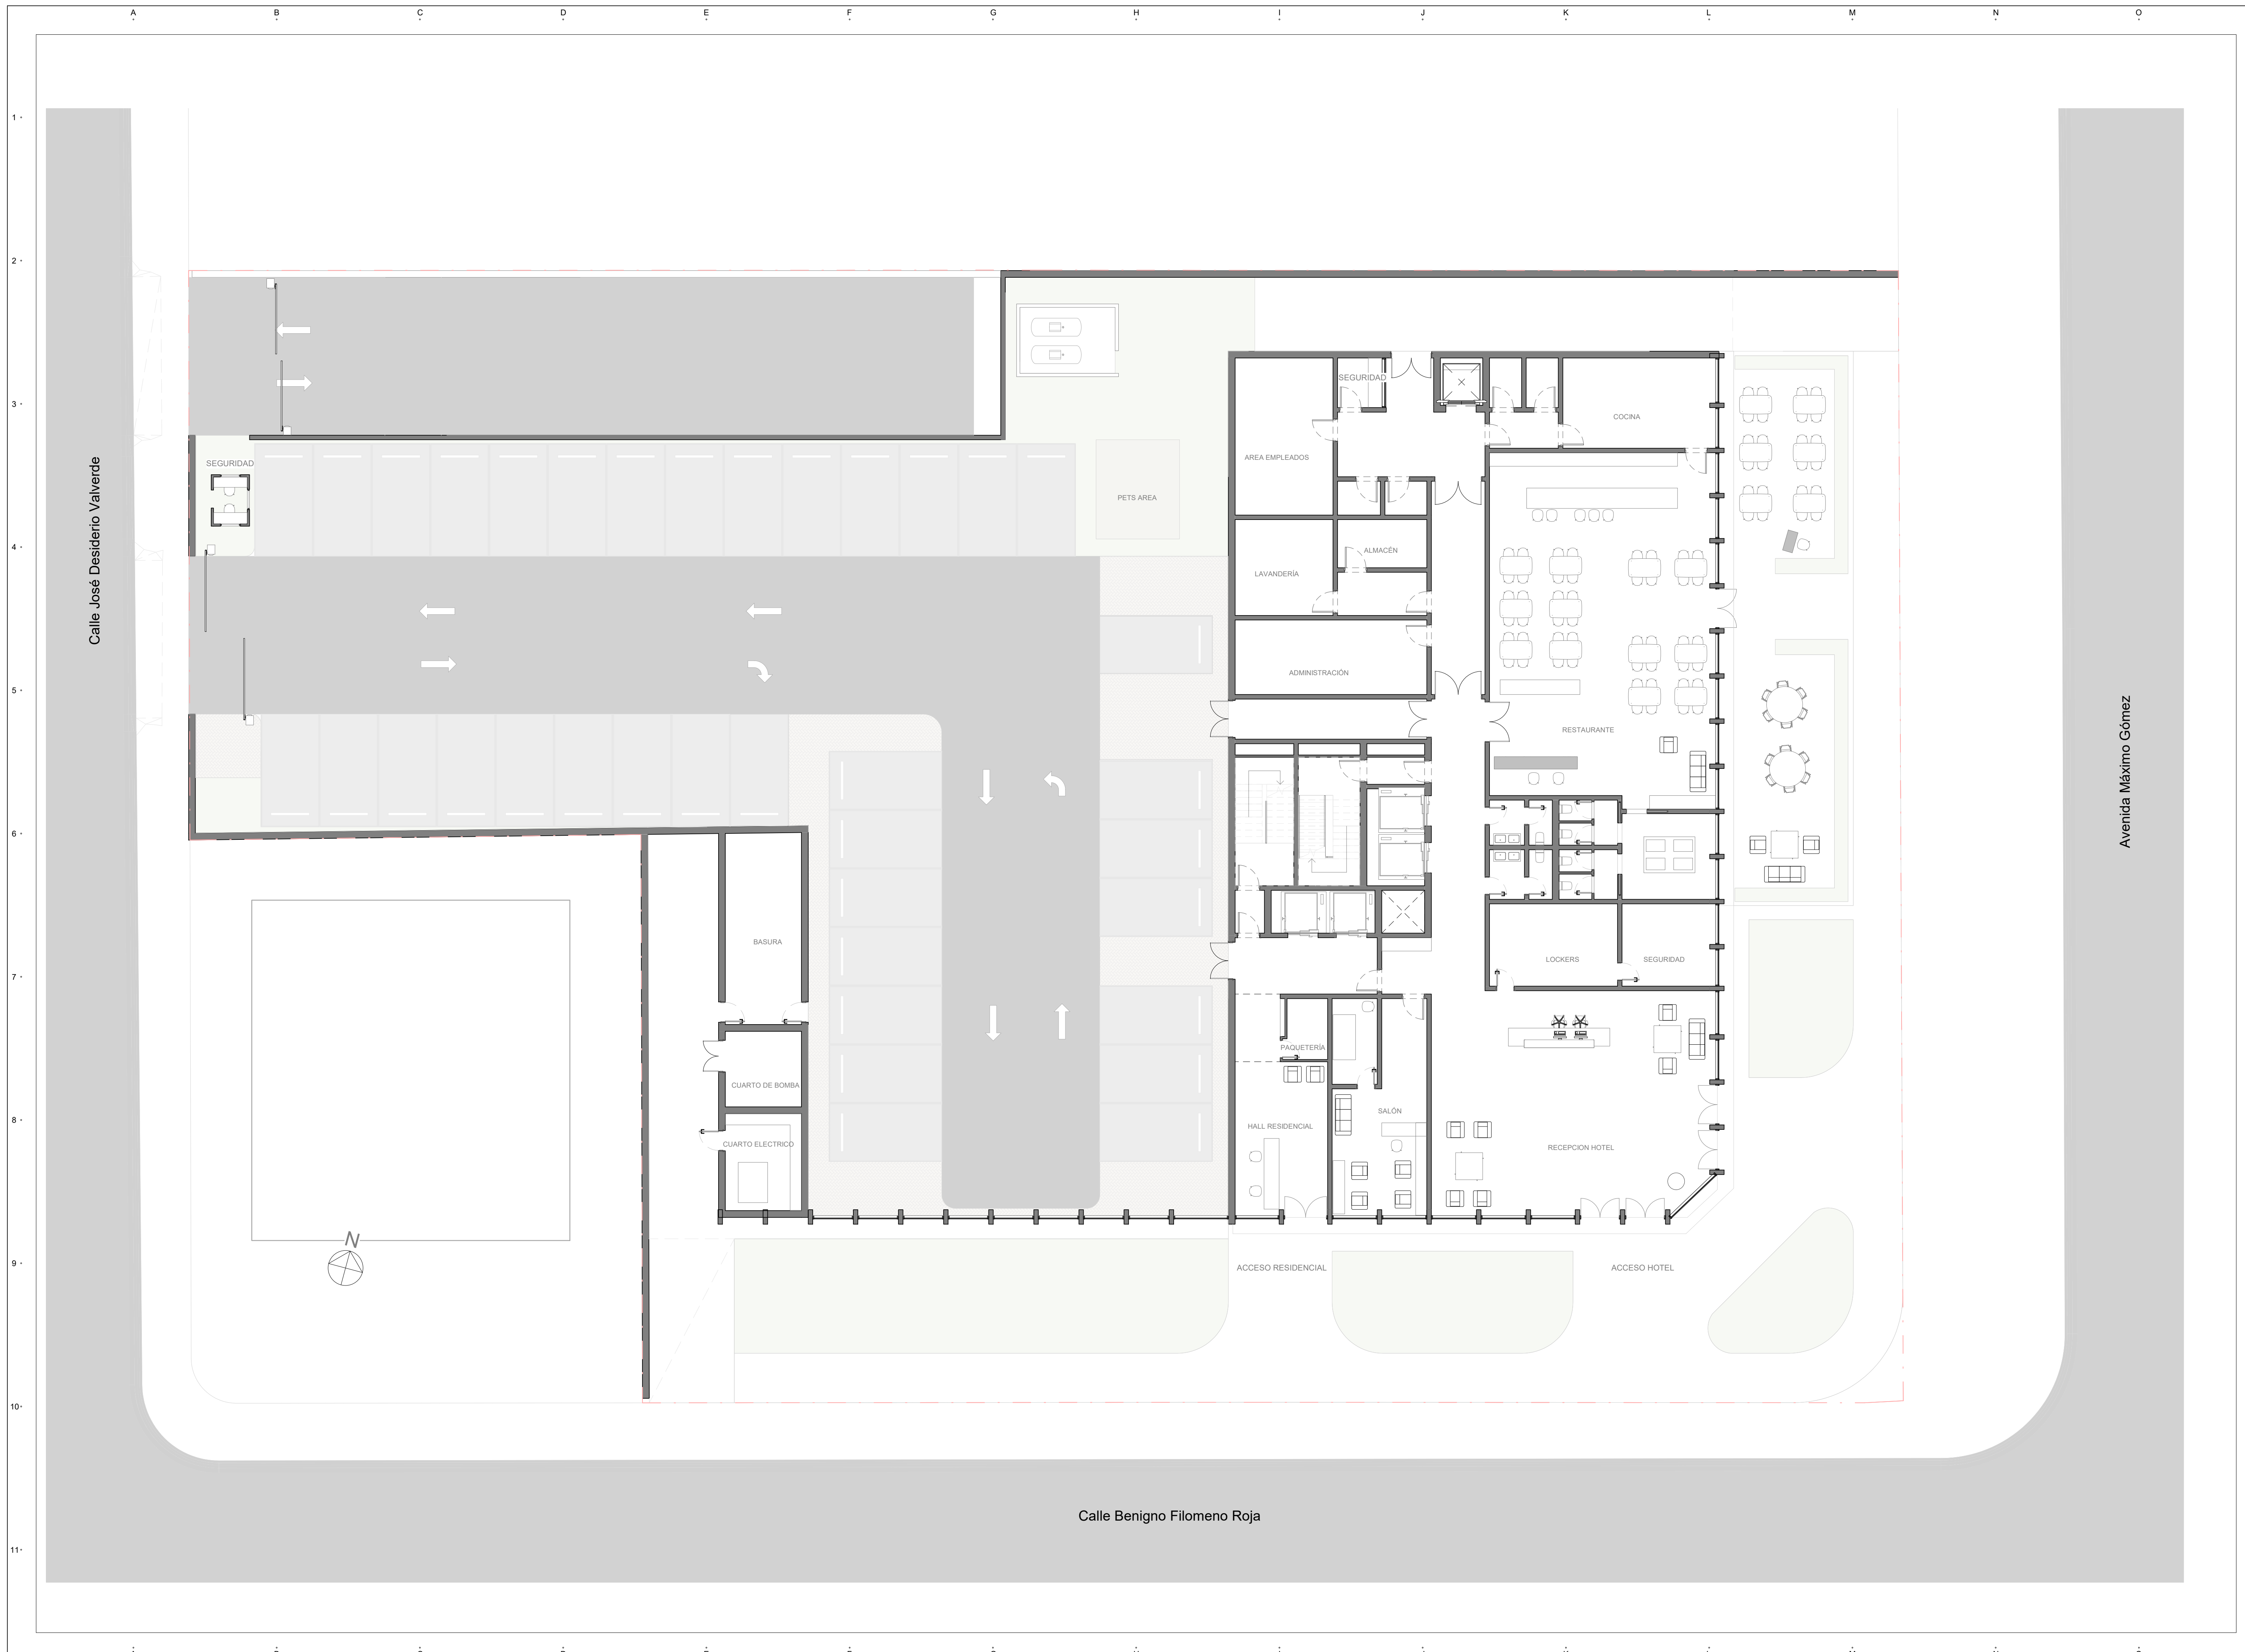 A B C D E F G H I J K L M N O
1
2
3
4
5
6
7
8
9
10
11
Calle José Desiderio Valverde
SEGURIDAD
COCINA
SEGURIDAD
AREA EMPLEADOS
PETS AREA
ALMACÉN
LAVANDERÍA
ADMINISTRACIÓN
RESTAURANTE
Avenida Máximo Gómez
BASURA
LOCKERS
SEGURIDAD
PAQUETERÍA
CUARTO DE BOMBA
SALÓN
HALL RESIDENCIAL
CUARTO ELECTRICO
RECEPCION HOTEL
N
ACCESO RESIDENCIAL
ACCESO HOTEL
Calle Benigno Filomeno Roja